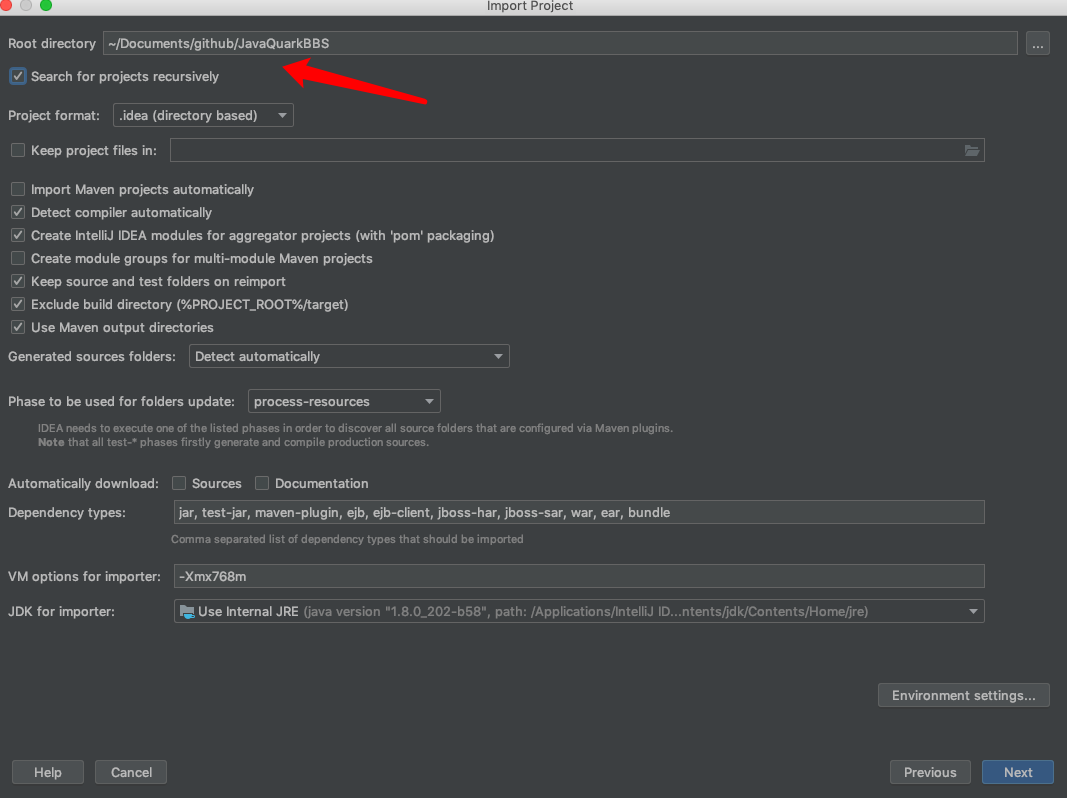 Import Project
Root directory ~/Documents/github/JavaQuarkBBS ...
Search for projects recursively
Project format: .idea (directory based)
Keep project files in:
Import Maven projects automatically
Detect compiler automatically
Create IntelliJ IDEA modules for aggregator projects (with 'pom' packaging)
Create module groups for multi-module Maven projects
Keep source and test folders on reimport
Exclude build directory (%PROJECT_ROOT%/target)
Use Maven output directories
Generated sources folders: Detect automatically
Phase to be used for folders update: process-resources
IDEA needs to execute one of the listed phases in order to discover all source folders that are configured via Maven plugins.
Note that all test-* phases firstly generate and compile production sources.
Automatically download: Sources Documentation
Dependency types: jar, test-jar, maven-plugin, ejb, ejb-client, jboss-har, jboss-sar, war, ear, bundle
Comma separated list of dependency types that should be imported
VM options for importer: -Xmx768m
JDK for importer: Use Internal JRE (java version "1.8.0_202-b58", path: /Applications/IntelliJ ID...ntents/jdk/Contents/Home/jre)
Environment settings...
Help Cancel Previous Next